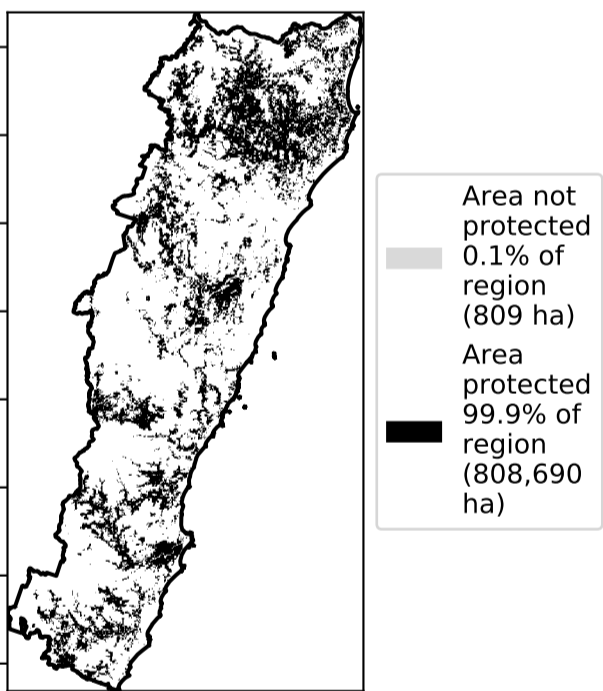 Area not
protected
0.1% of
region
(809 ha)
Area
protected
99.9% of
region
(808,690
ha)